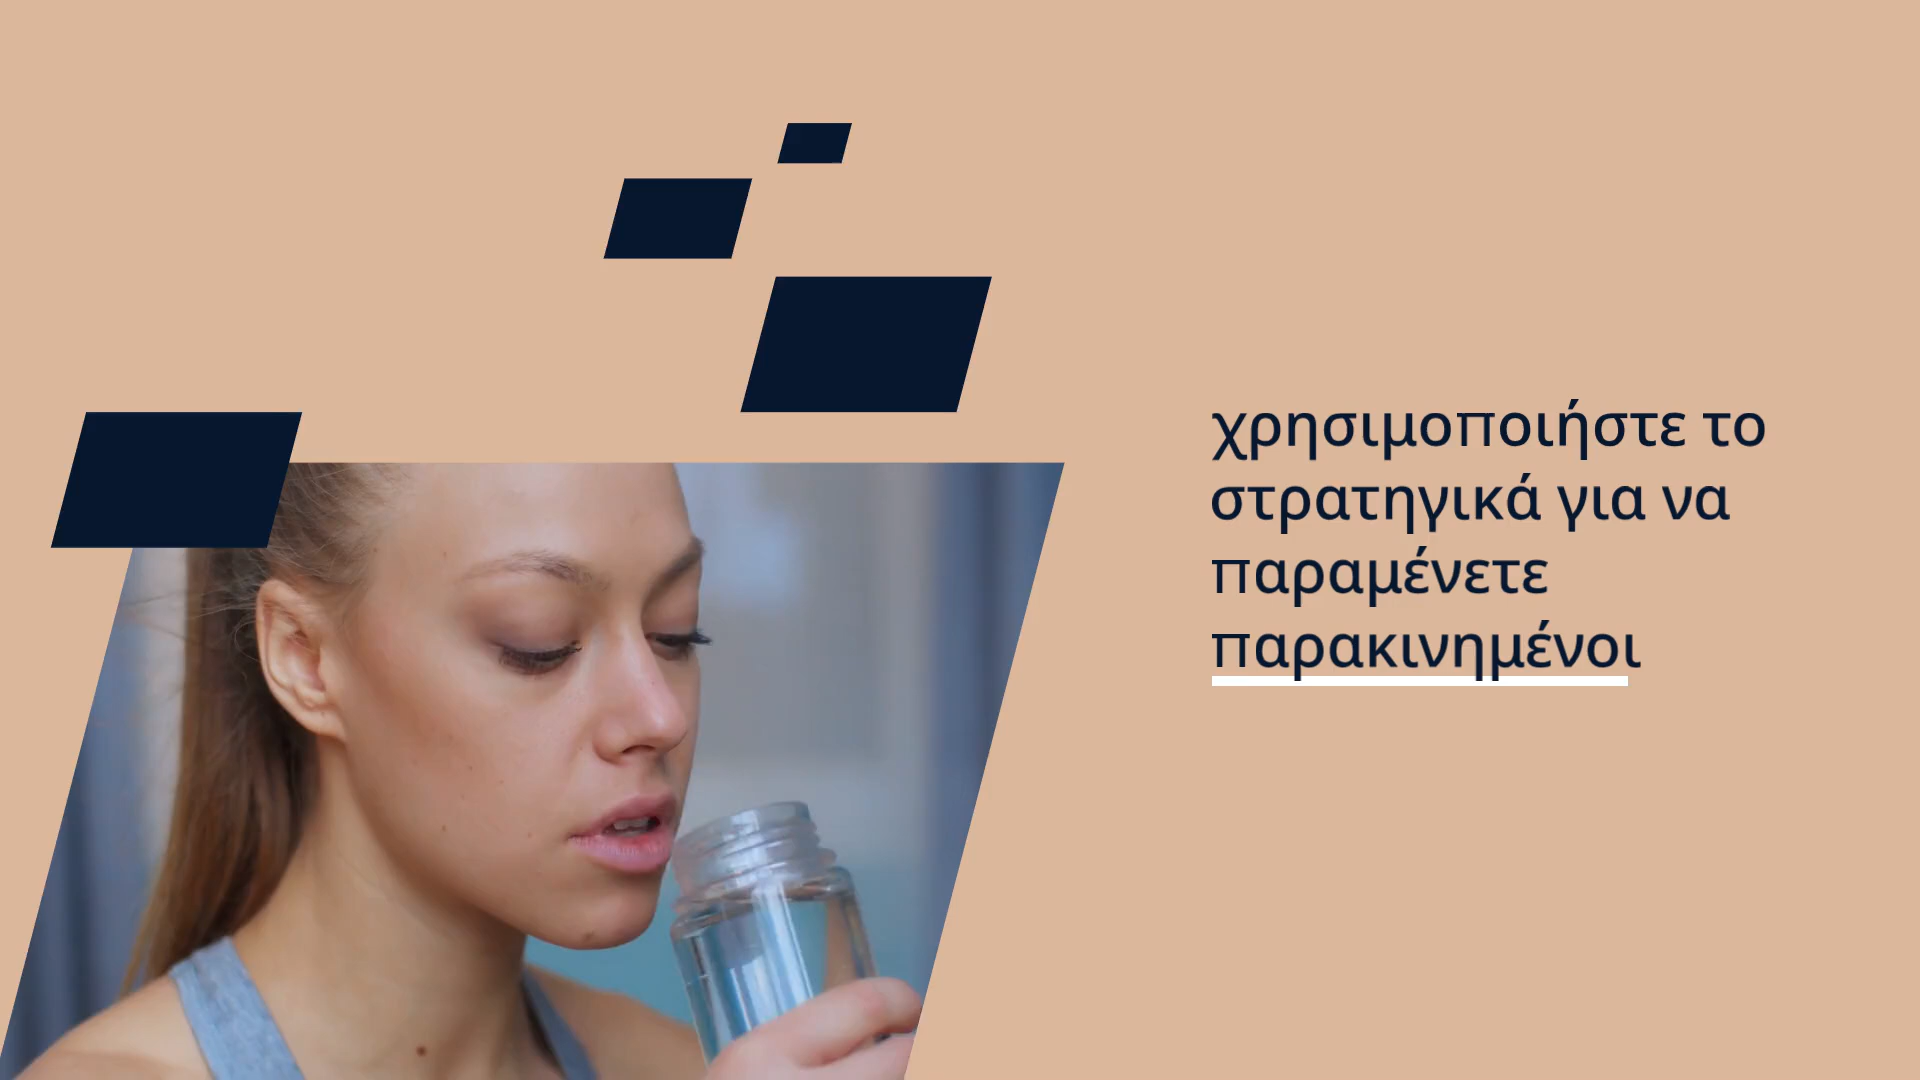 χρησιμοποιήστε το
στρατηγικά για να
παραμένετε
παρακινημένοι